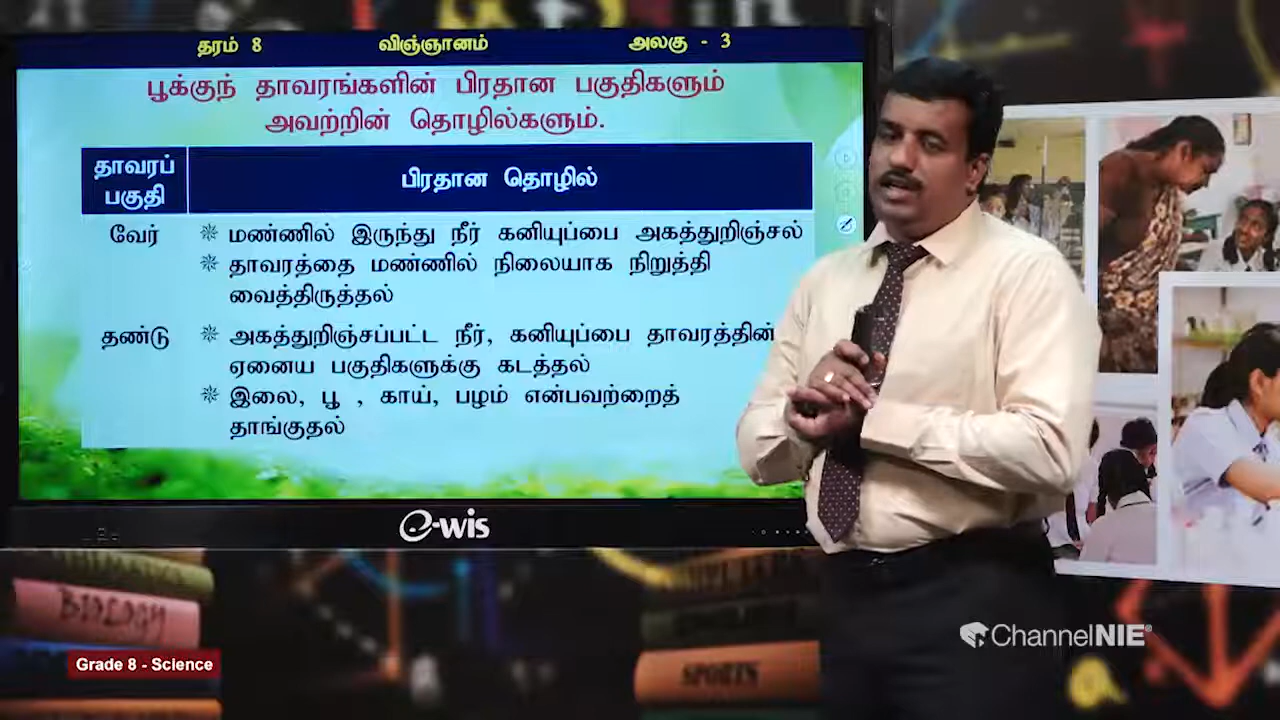 தரம் 8 விஞ்ஞானம் அலகு - 3
பூக்குந் தாவரங்களின் பிரதான பகுதிகளும்
அவற்றின் தொழில்களும்.
தாவரப்
பகுதி
பிரதான தொழில்
வேர்
மண்ணில் இருந்து நீர் கனியுப்பை அகத்துறிஞ்சல்
தாவரத்தை மண்ணில் நிலையாக நிறுத்தி
வைத்திருத்தல்
தண்டு
அகத்துறிஞ்சப்பட்ட நீர், கனியுப்பை தாவரத்தின்
ஏனைய பகுதிகளுக்கு கடத்தல்
இலை, பூ , காய், பழம் என்பவற்றைத்
தாங்குதல்
e-wis
BIOLOGY
SPORTS
ChannelNIE®
Grade 8 - Science